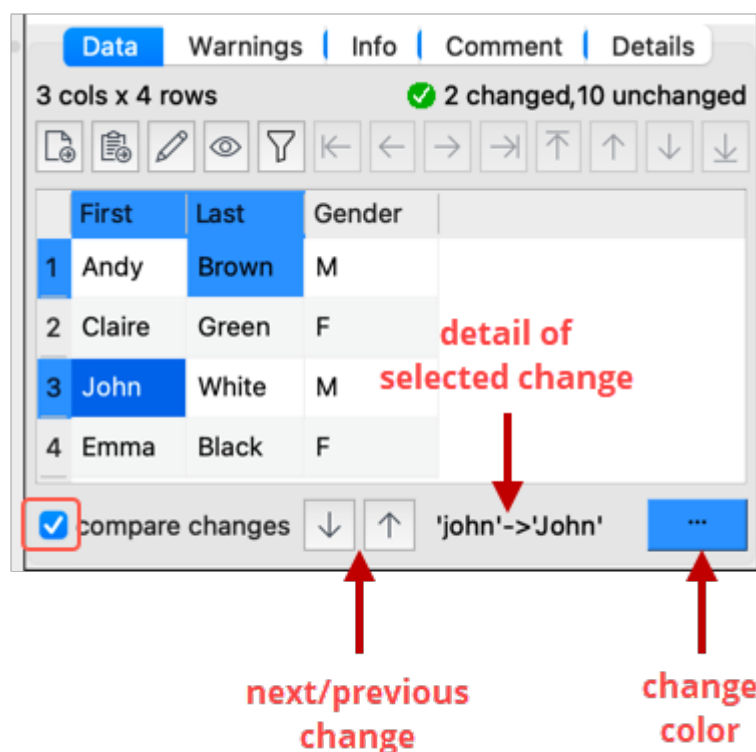 Data Warnings Info Comment Details
3 cols x 4 rows 2 changed,10 unchanged
First Last Gender
1 Andy Brown M
2 Claire Green F
3 John White M
4 Emma Black F
detail of
selected change
compare changes 'john'->'John' ...
next/previous
change
change
color